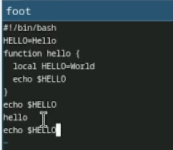 foot
#!/bin/bash
HELLO=Hello
function hello {
  local HELLO=World
  echo $HELLO
}
echo $HELLO
hello
echo $HELLO
~